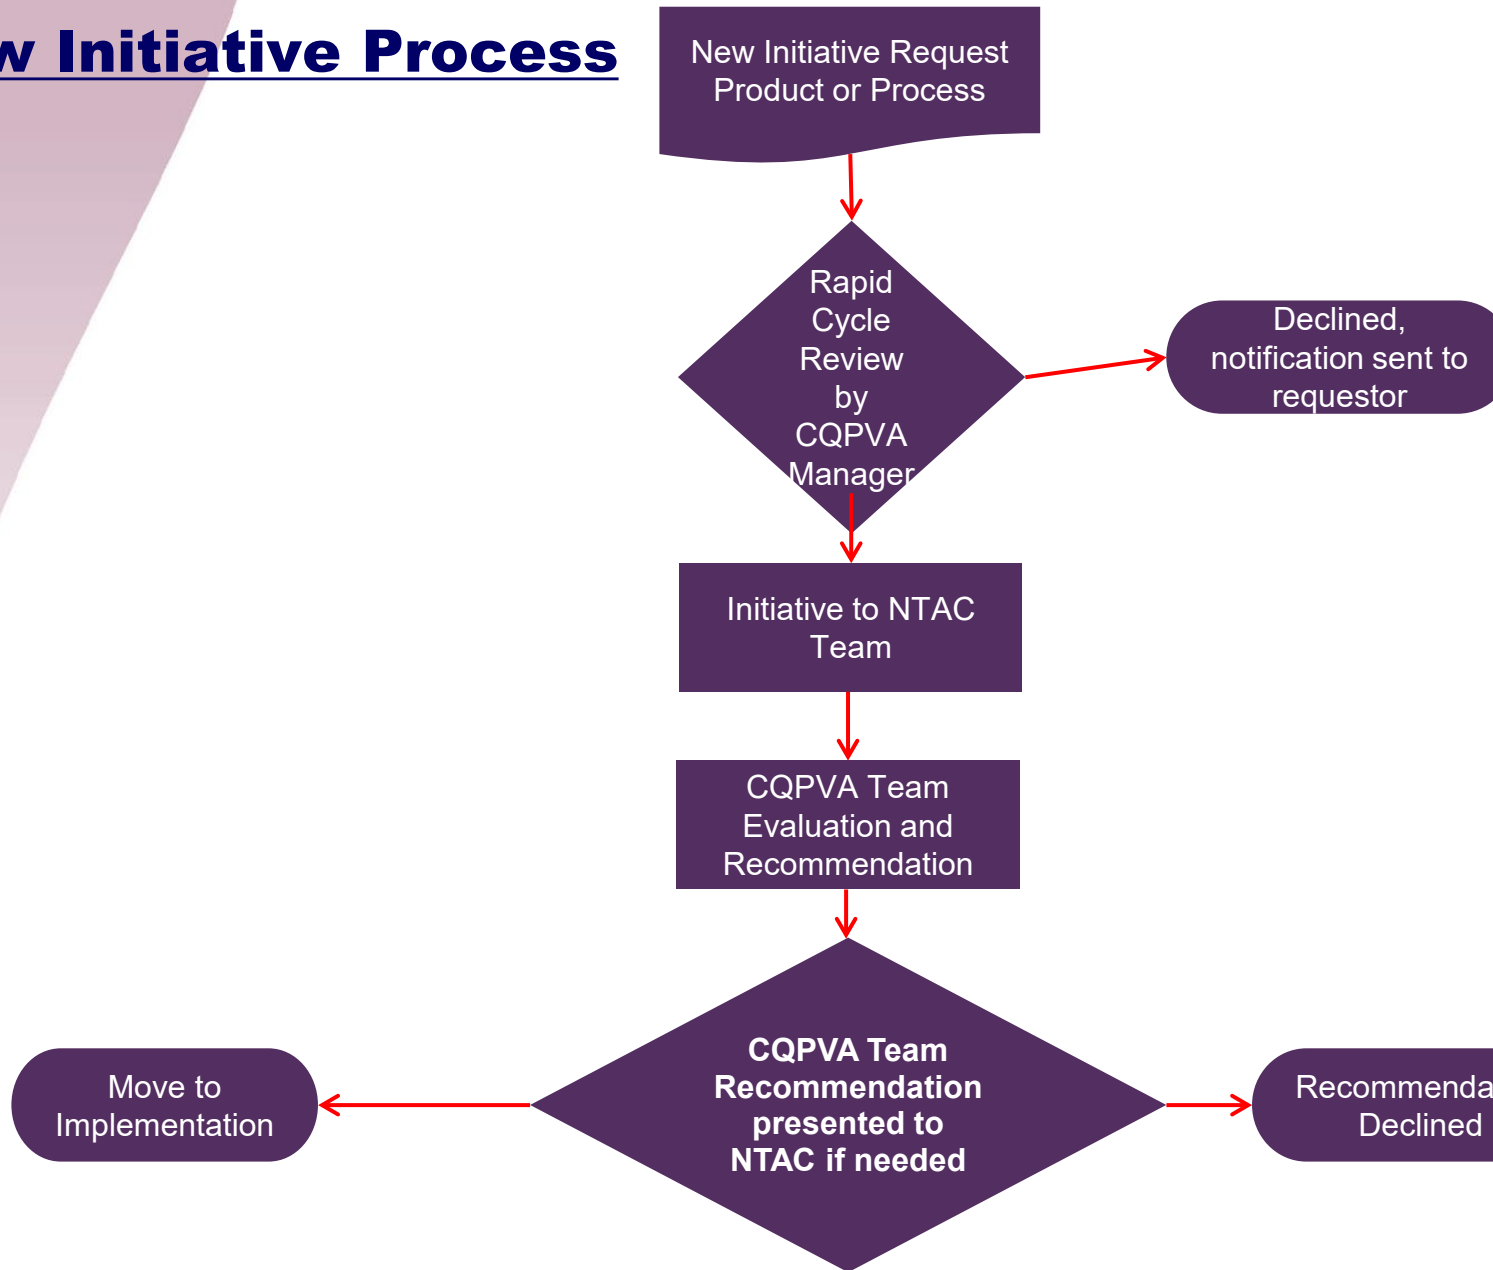 w Initiative Process
New Initiative Request
Product or Process
Rapid
Cycle
Review
by
CQPVA
Manager
Declined,
notification sent to
requestor
Initiative to NTAC
Team
CQPVA Team
Evaluation and
Recommendation
CQPVA Team
Recommendation
presented to
NTAC if needed
Move to
Implementation
Recommenda
Declined